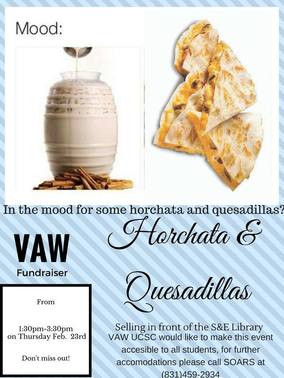 Mood:
In the mood for some horchata and quesadillas?
VAW
Fundraiser
Horchata &
Quesadillas
From
1:30pm-3:30pm
on Thursday Feb. 23rd
Don't miss out!
Selling in front of the S&E Library
VAW UCSC would like to make this event
accesible to all students, for further
accomodations please call SOARS at
(831)459-2934